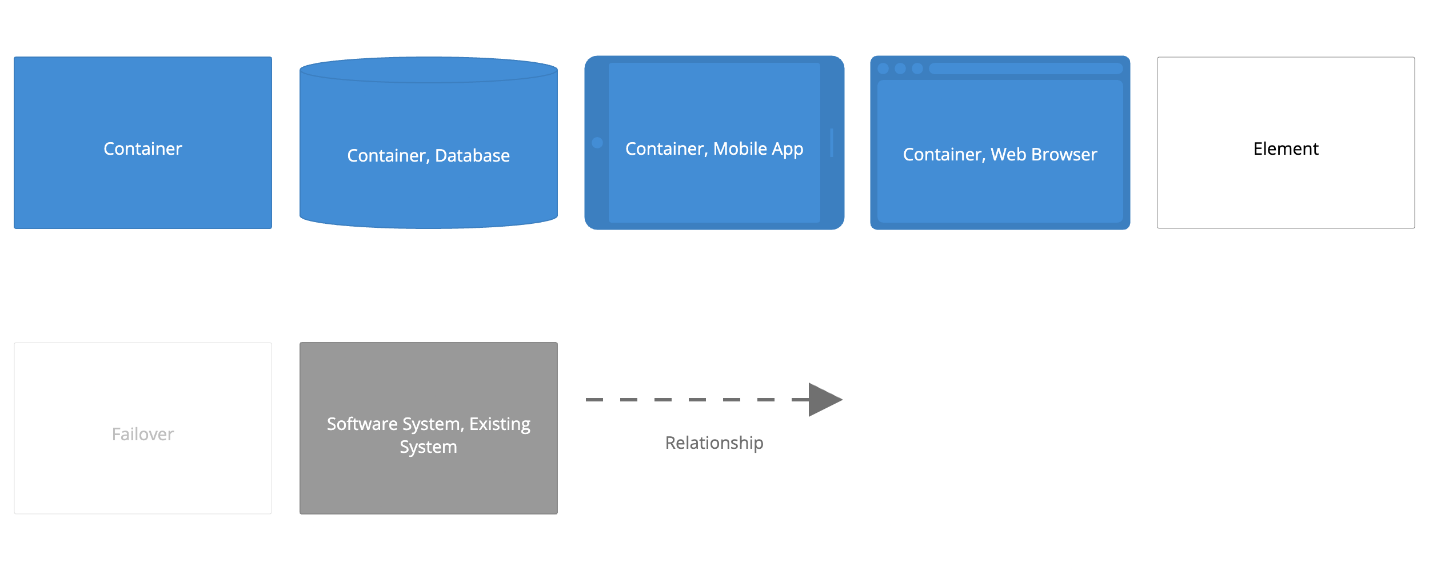 Container
Container, Database
Container, Mobile App
Container, Web Browser
Element
Failover
Software System, Existing
System
Relationship